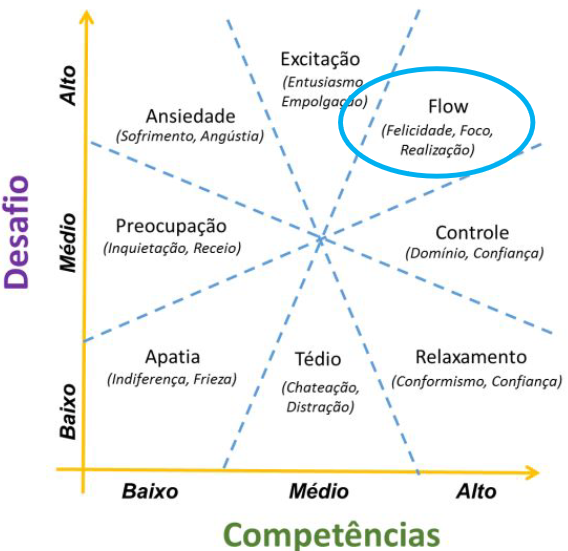 Desafio
Alto
Médio
Baixo
Excitação
(Entusiasmo
Empolgação)
Flow
(Felicidade, Foco,
Realização)
Ansiedade
(Sofrimento, Angústia)
Preocupação
(Inquietação, Receio)
Controle
(Domínio, Confiança)
Apatia
(Indiferença, Frieza)
Tédio
(Chateação,
Distração)
Relaxamento
(Conformismo, Confiança)
Baixo
Médio
Alto
Competências